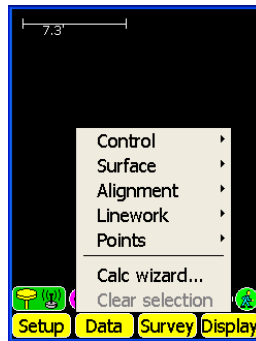 7.3'
Control
Surface
Alignment
Linework
Points
Calc wizard...
Clear selection
Setup Data Survey Display